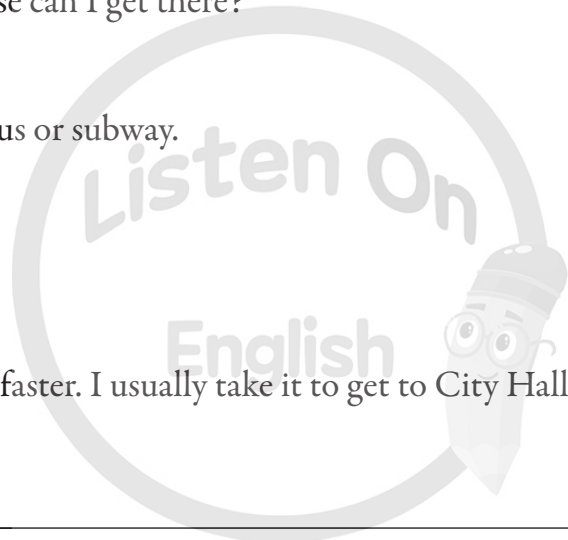 se can I get there?
us or subway.
Listen On
English
faster. I usually take it to get to City Hall